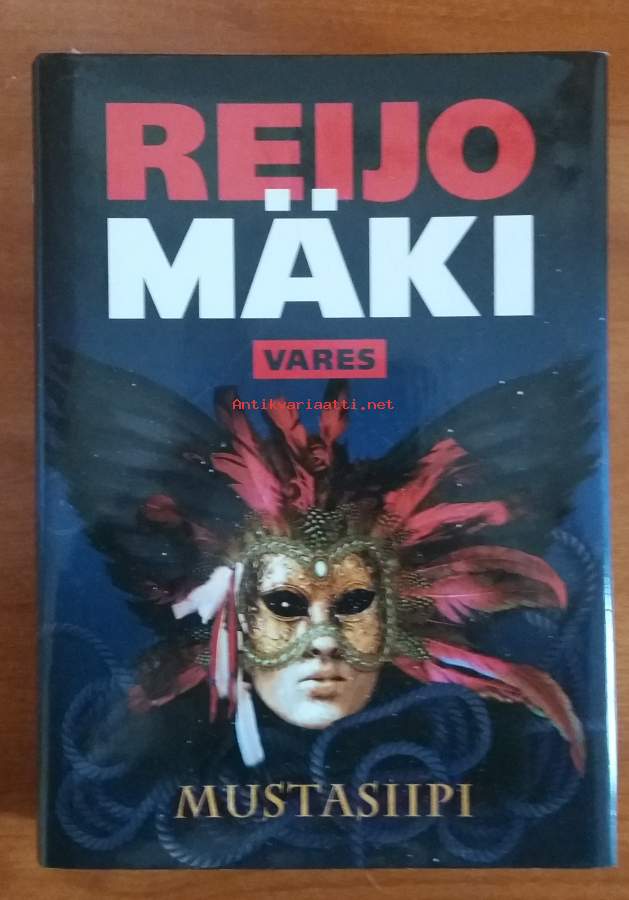 REIJO
MÄKI
VARES
Antikvariaatti.net
MUSTASIIPI